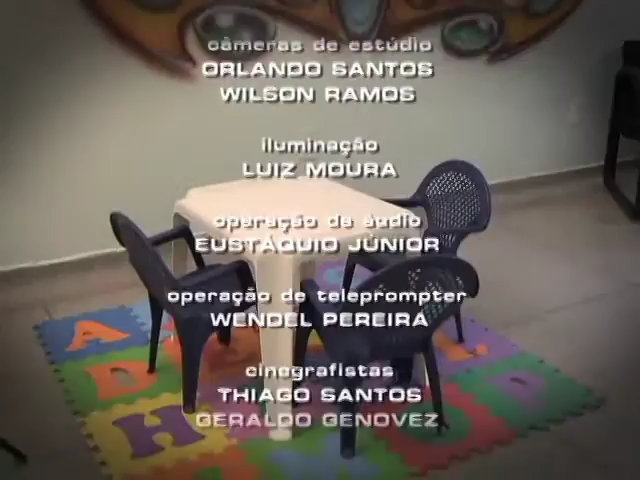 câmeras de estúdio
ORLANDO SANTOS
WILSON RAMOS
iluminação
LUIZ MOURA
operação de áudio
EUSTÁQUIO JÚNIOR
operação de teleprompter
WENDEL PEREIRA
cinegrafistas
THIAGO SANTOS
GERALDO GENOVEZ
A
D
H